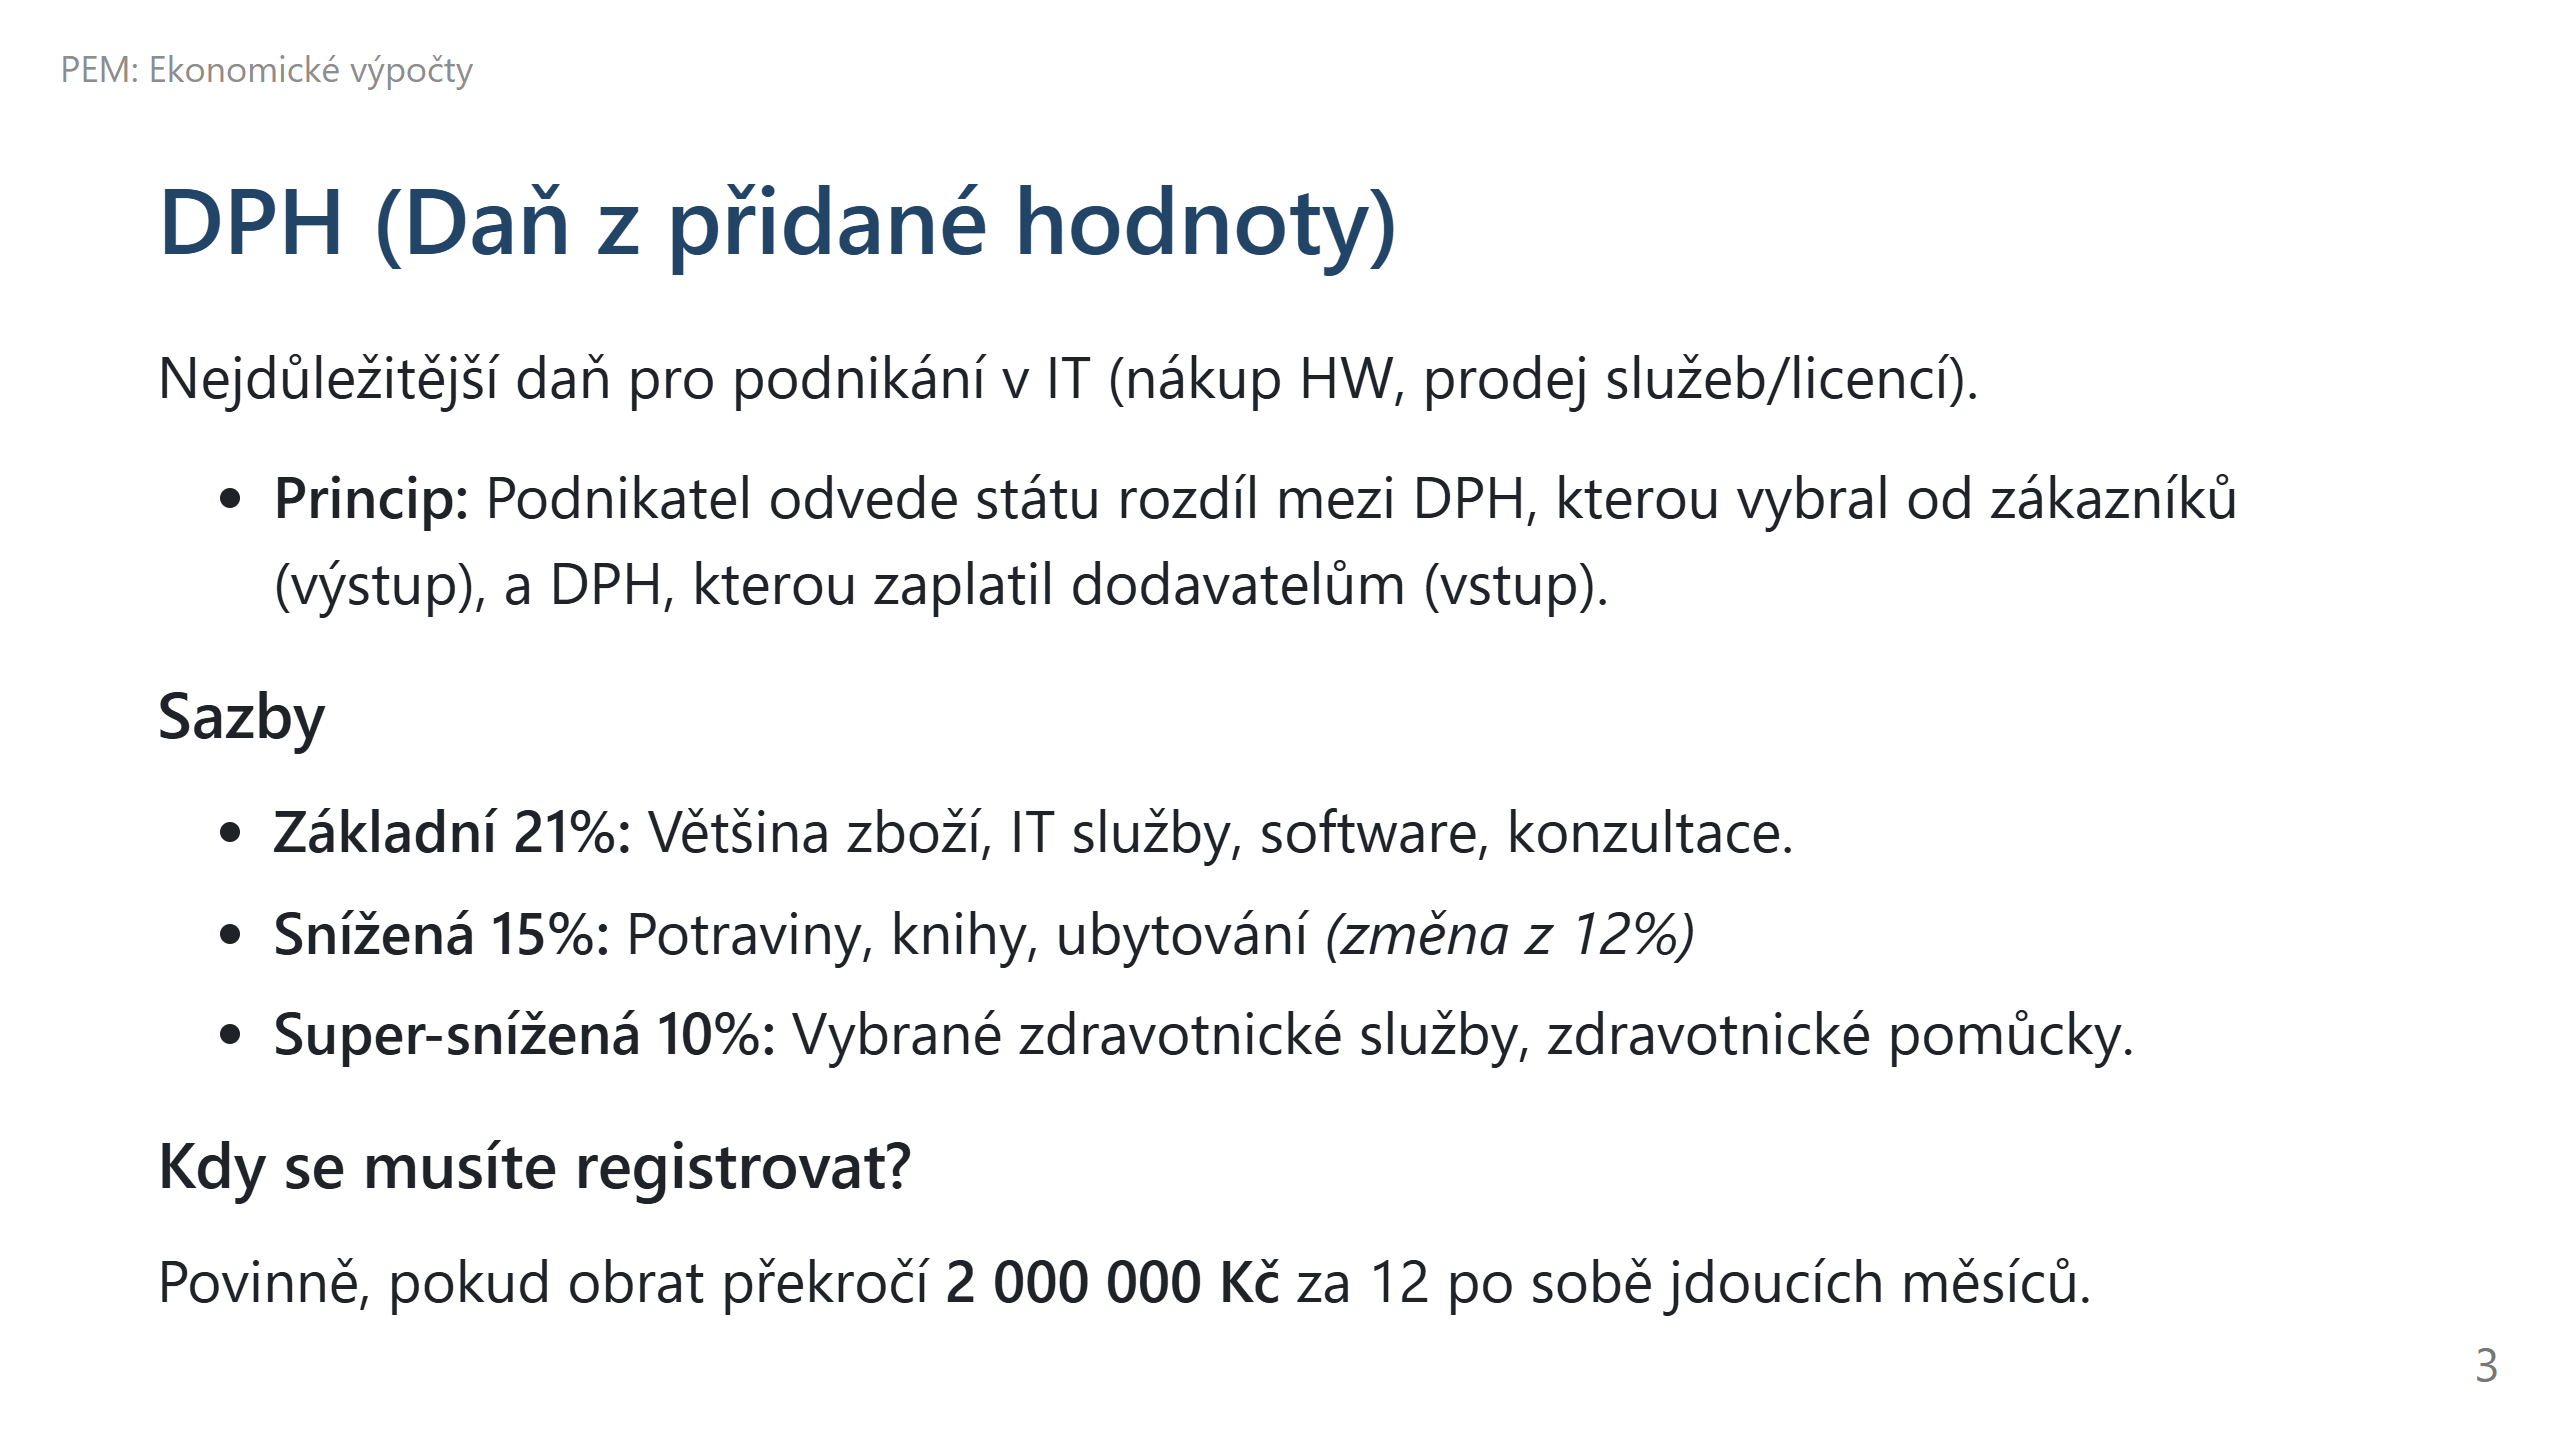 PEM: Ekonomické výpočty
DPH (Daň z přidané hodnoty)
Nejdůležitější daň pro podnikání v IT (nákup HW, prodej služeb/licencí).
• Princip: Podnikatel odvede státu rozdíl mezi DPH, kterou vybral od zákazníků
(výstup), a DPH, kterou zaplatil dodavatelům (vstup).
Sazby
• Základní 21%: Většina zboží, IT služby, software, konzultace.
• Snížená 15%: Potraviny, knihy, ubytování (změna z 12%)
• Super-snížená 10%: Vybrané zdravotnické služby, zdravotnické pomůcky.
Kdy se musíte registrovat?
Povinně, pokud obrat překročí 2 000 000 Kč za 12 po sobě jdoucích měsíců.
3